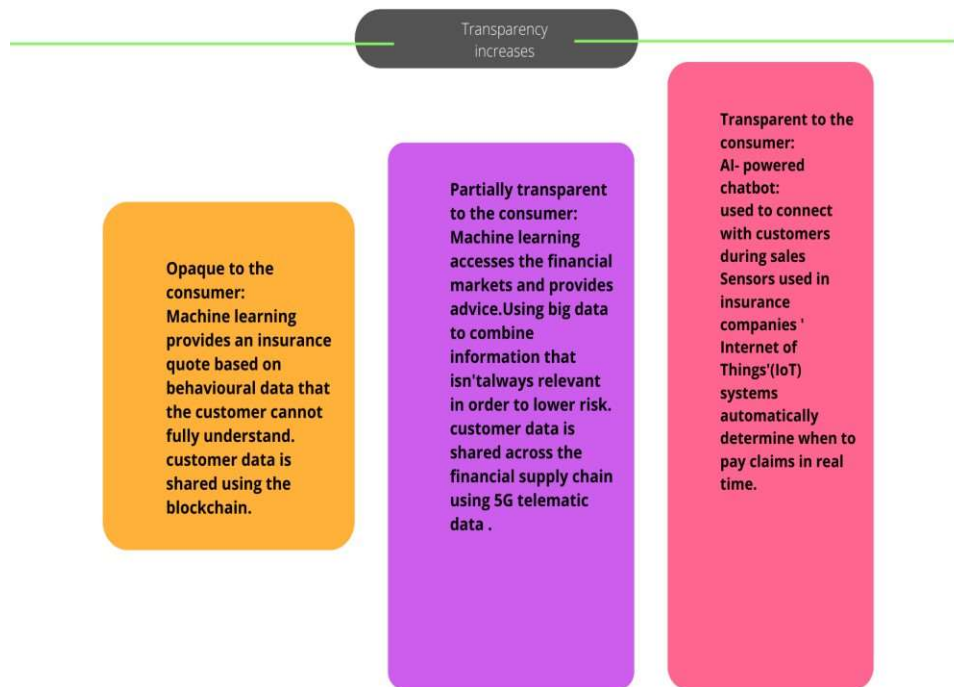 Transparency
increases
Opaque to the
consumer:
Machine learning
provides an insurance
quote based on
behavioural data that
the customer cannot
fully understand.
customer data is
shared using the
blockchain.
Partially transparent
to the consumer:
Machine learning
accesses the financial
markets and provides
advice.Using big data
to combine
information that
isn'talways relevant
in order to lower risk.
customer data is
shared across the
financial supply chain
using 5G telematic
data .
Transparent to the
consumer:
AI- powered
chatbot:
used to connect
with customers
during sales
Sensors used in
insurance
companies '
Internet of
Things'(IoT)
systems
automatically
determine when to
pay claims in real
time.